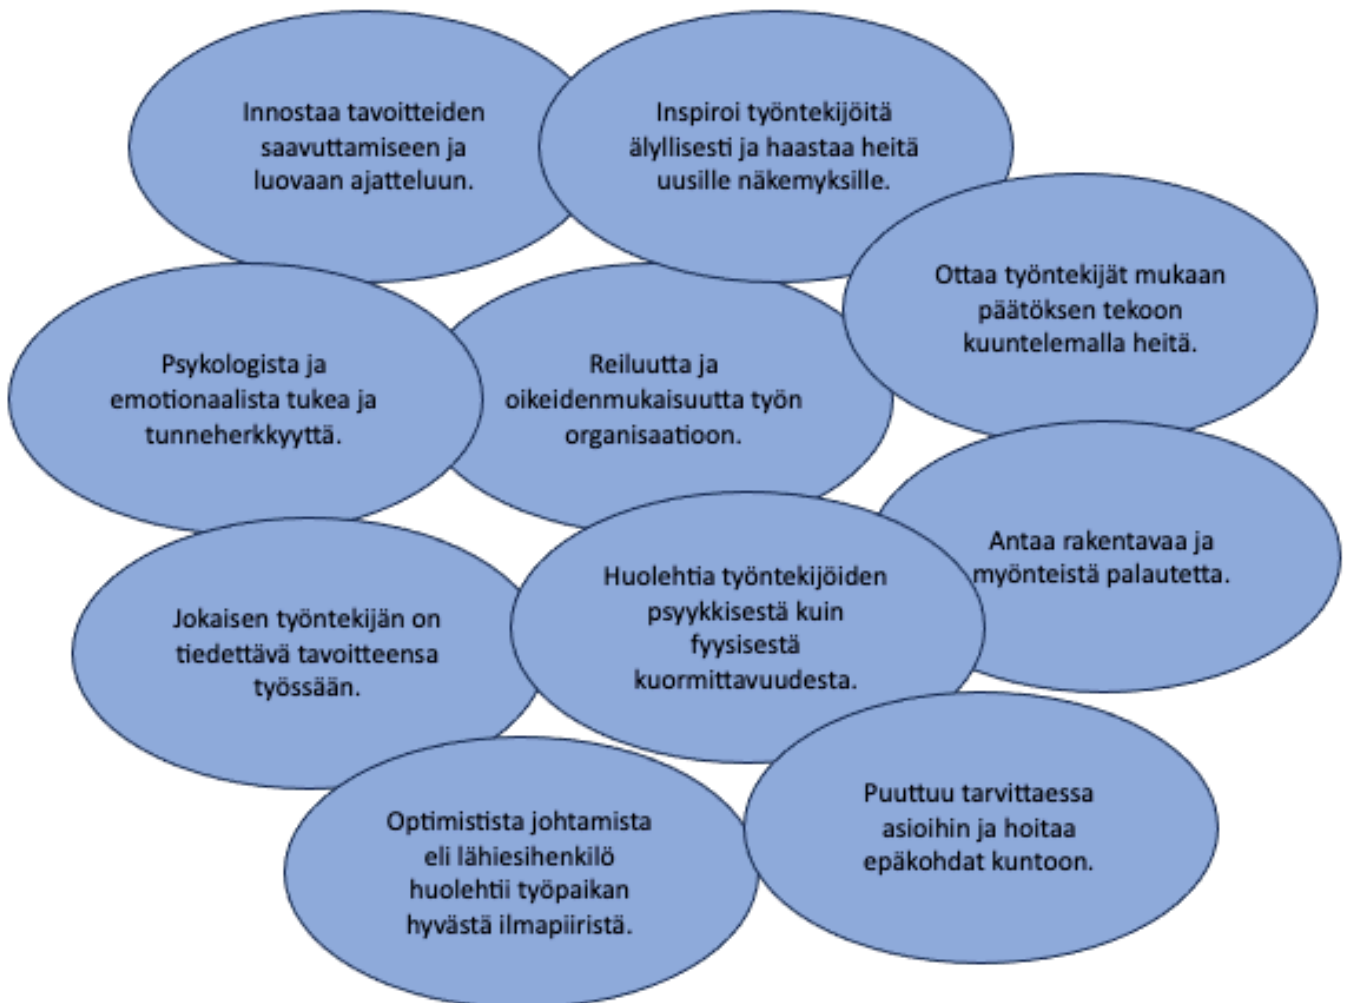 Innostaa tavoitteiden
saavuttamiseen ja
luovaan ajatteluun.
Inspiroi työntekijöitä
älyllisesti ja haastaa heitä
uusille näkemyksille.
Ottaa työntekijät mukaan
päätöksen tekoon
kuuntelemalla heitä.
Psykologista ja
emotionaalista tukea ja
tunneherkkyyttä.
Reiluutta ja
oikeidenmukaisuutta työn
organisaatioon.
Antaa rakentavaa ja
myönteistä palautetta.
Huolehtia työntekijöiden
psyykkisestä kuin
fyysisestä
kuormittavuudesta.
Jokaisen työntekijän on
tiedettävä tavoitteensa
työssään.
Puuttuu tarvittaessa
asioihin ja hoitaa
epäkohdat kuntoon.
Optimistista johtamista
eli lähiesihenkilö
huolehtii työpaikan
hyvästä ilmapiiristä.